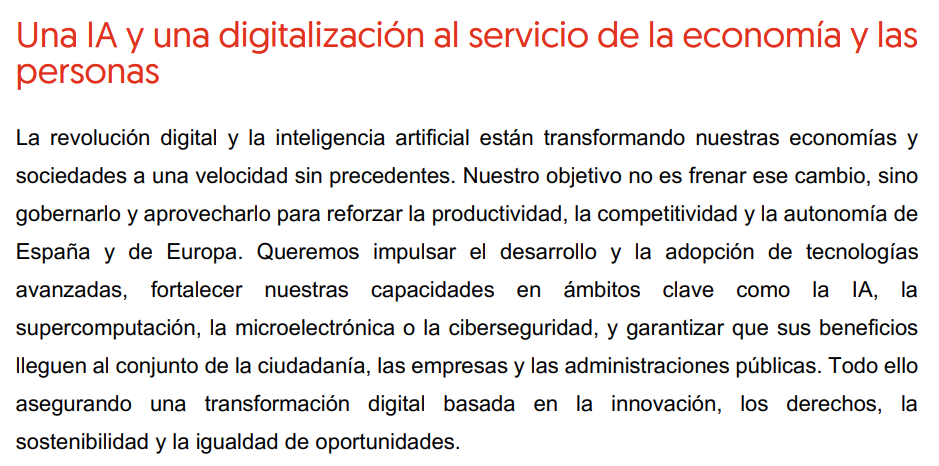 Una IA y una digitalización al servicio de la economía y las
personas
La revolución digital y la inteligencia artificial están transformando nuestras economías y
sociedades a una velocidad sin precedentes. Nuestro objetivo no es frenar ese cambio, sino
gobernarlo y aprovecharlo para reforzar la productividad, la competitividad y la autonomía de
España y de Europa. Queremos impulsar el desarrollo y la adopción de tecnologías
avanzadas, fortalecer nuestras capacidades en ámbitos clave como la IA, la
supercomputación, la microelectrónica o la ciberseguridad, y garantizar que sus beneficios
lleguen al conjunto de la ciudadanía, las empresas y las administraciones públicas. Todo ello
asegurando una transformación digital basada en la innovación, los derechos, la
sostenibilidad y la igualdad de oportunidades.